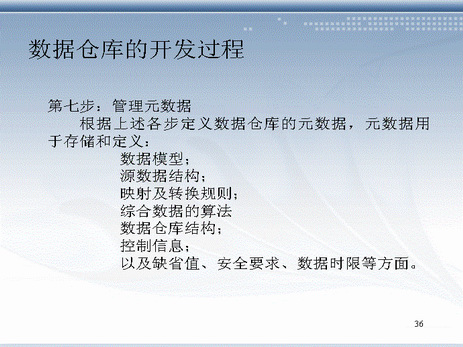 数据仓库的开发过程
第七步：管理元数据
根据上述各步定义数据仓库的元数据，元数据用
于存储和定义：
数据模型；
源数据结构；
映射及转换规则；
综合数据的算法
数据仓库结构；
控制信息；
以及缺省值、安全要求、数据时限等方面。
36